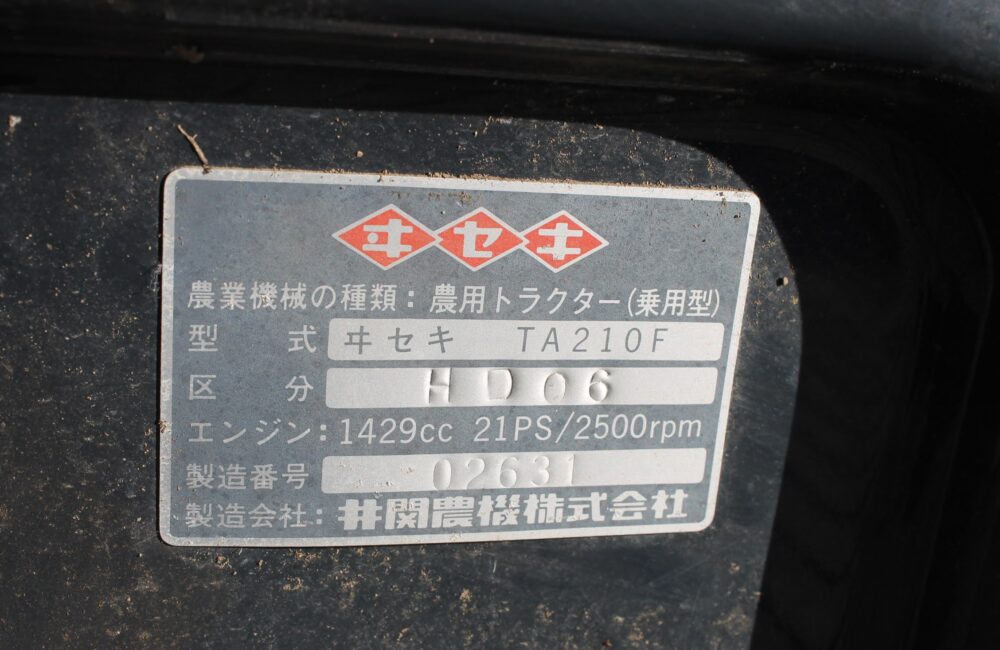 ヰセキ
農業機械の種類：農用トラクター(乗用型)
型式 ヰセキ TA210F
区分 HD06
エンジン：1429cc 21PS/2500rpm
製造番号 02631
製造会社：井関農機株式会社